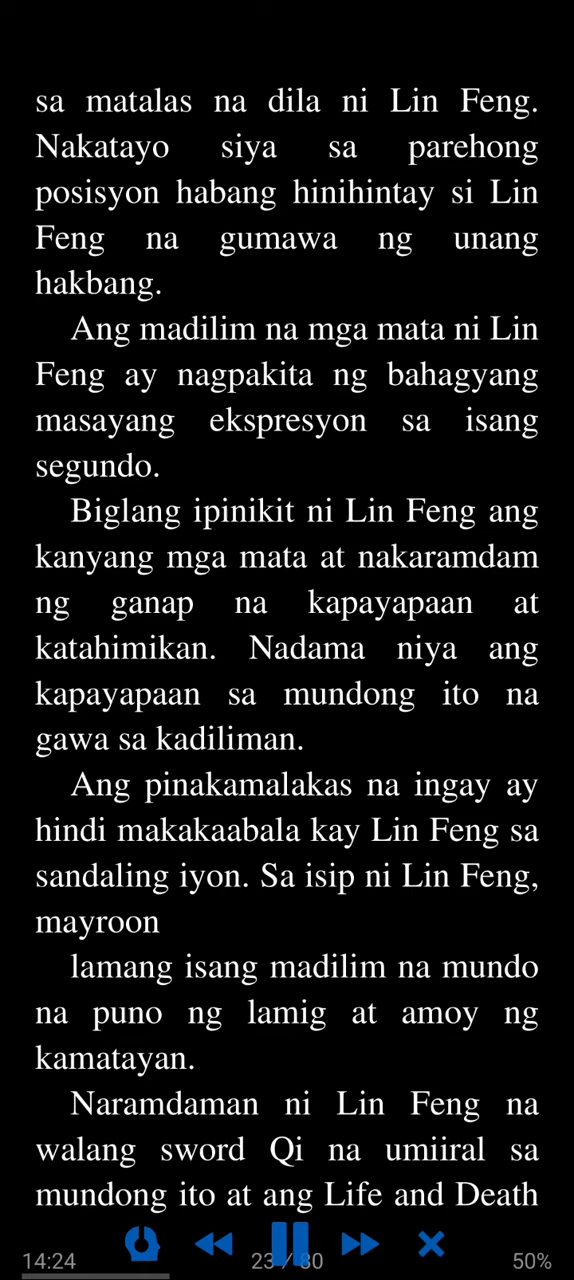 sa matalas na dila ni Lin Feng.
Nakatayo siya sa parehong
posisyon habang hinihintay si Lin
Feng na gumawa ng unang
hakbang.
Ang madilim na mga mata ni Lin
Feng ay nagpakita ng bahagyang
masayang ekspresyon sa isang
segundo.
Biglang ipinikit ni Lin Feng ang
kanyang mga mata at nakaramdam
ng ganap na kapayapaan at
katahimikan. Nadama niya ang
kapayapaan sa mundong ito na
gawa sa kadiliman.
Ang pinakamalakas na ingay ay
hindi makakaabala kay Lin Feng sa
sandaling iyon. Sa isip ni Lin Feng,
mayroon
lamang isang madilim na mundo
na puno ng lamig at amoy ng
kamatayan.
Naramdaman ni Lin Feng na
walang sword Qi na umiiral sa
mundong ito at ang Life and Death
14:24 23 / 80 50%